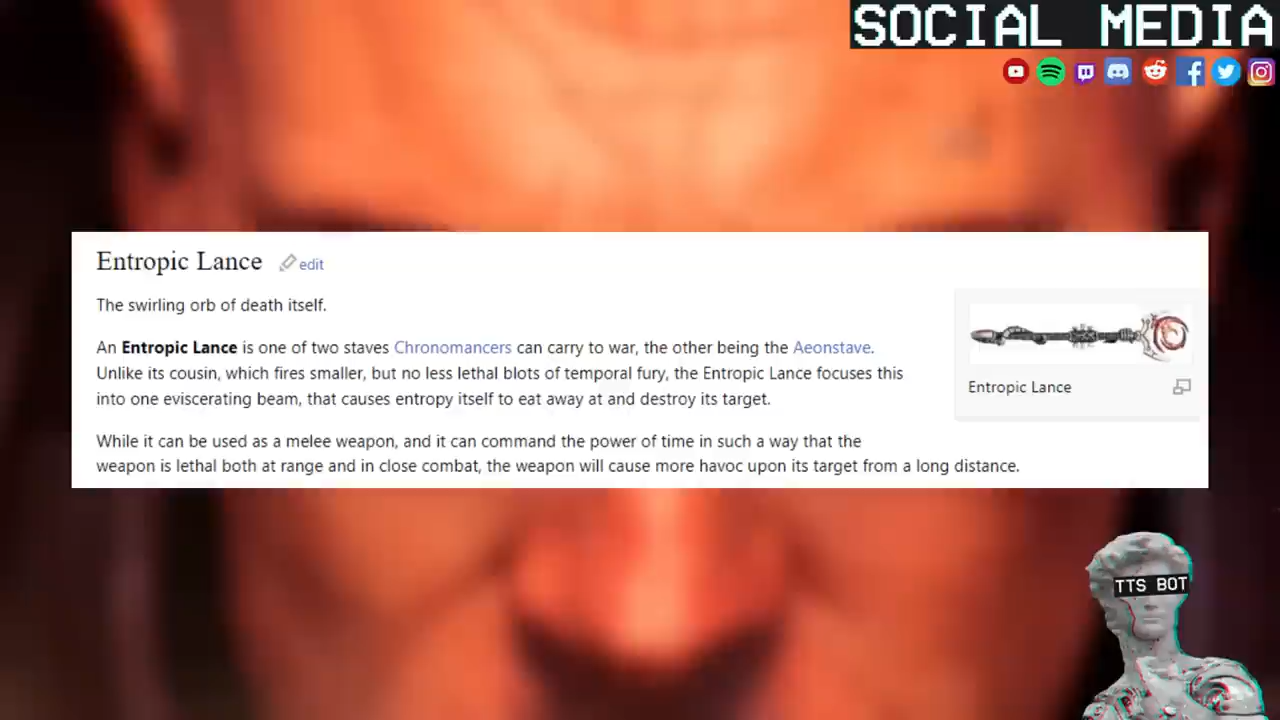 SOCIAL MEDIA
Entropic Lance edit
The swirling orb of death itself.
An Entropic Lance is one of two staves Chronomancers can carry to war, the other being the Aeonstave.
Unlike its cousin, which fires smaller, but no less lethal blots of temporal fury, the Entropic Lance focuses this
into one eviscerating beam, that causes entropy itself to eat away at and destroy its target.
Entropic Lance
While it can be used as a melee weapon, and it can command the power of time in such a way that the
weapon is lethal both at range and in close combat, the weapon will cause more havoc upon its target from a long distance.
TTS BOT